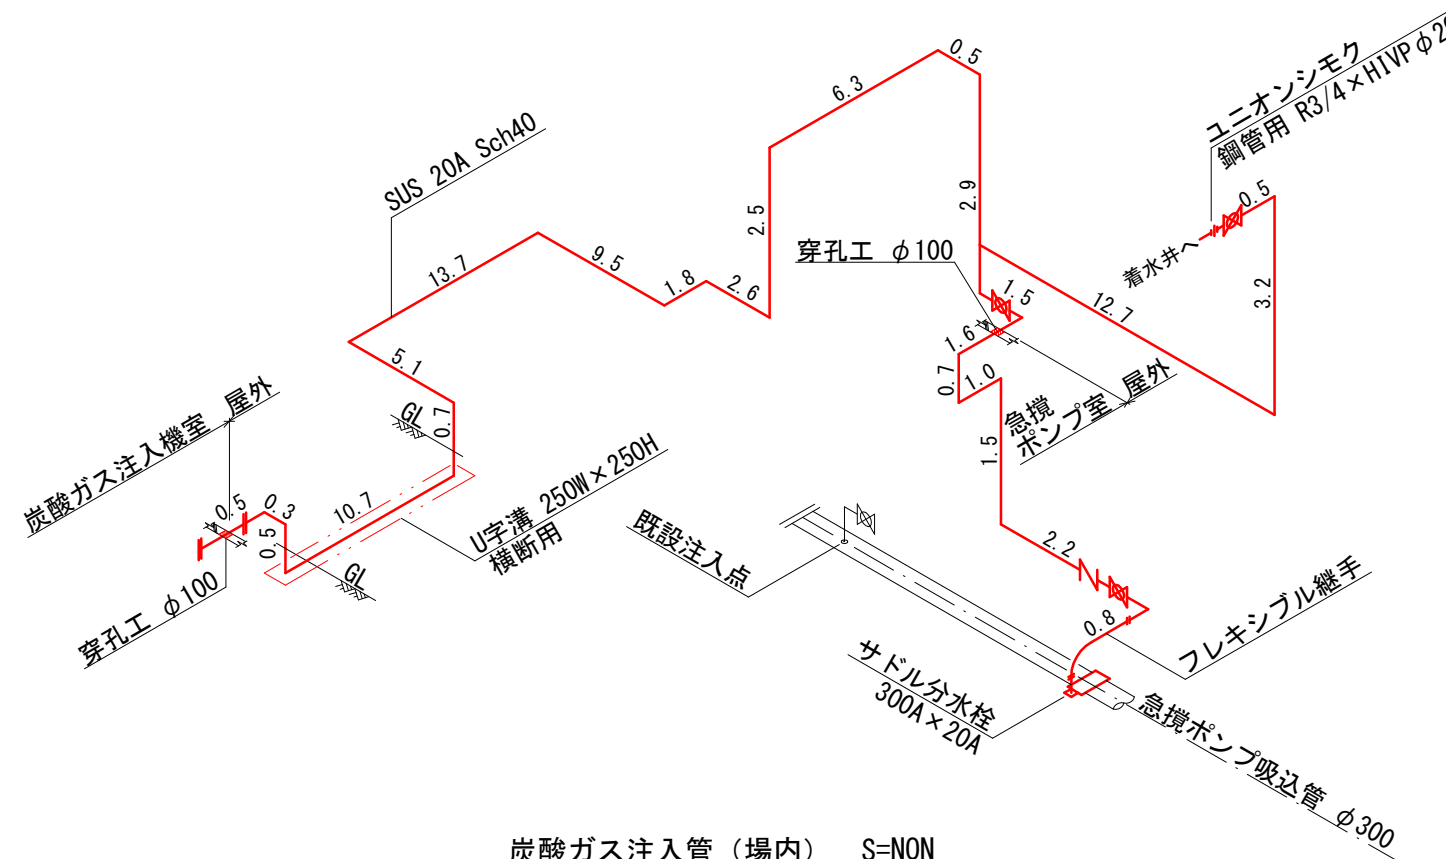 0.5
6.3
ユニオンシモク
鋼管用 R3/4×HIVPφ2
SUS 20A Sch40
2.5
2.9
0.5
穿孔工 φ100
着水井へ
13.7
9.5
1.8
2.6
1.5
12.7
3.2
5.1
1.6
0.7
1.0
炭酸ガス注入機室 屋外
GL
0.7
急撹
ポンプ室 屋外
1.5
0.5
0.3
10.7
0.5
U字溝 250W×250H
横断用
GL
既設注入点
2.2
穿孔工 φ100
0.8
フレキシブル継手
サドル分水栓
300A×20A
急撹ポンプ吸込管 φ300
炭酸ガス注入管（場内） S=NON